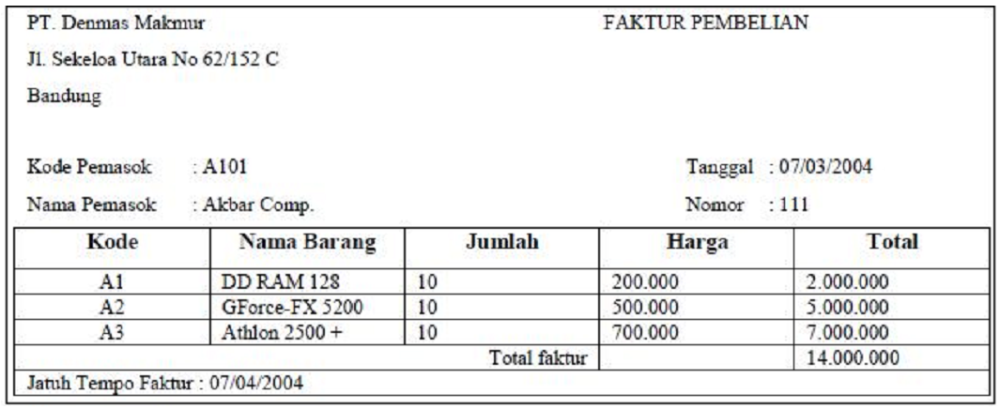 PT. Denmas Makmur FAKTUR PEMBELIAN
Jl. Sekeloa Utara No 62/152 C
Bandung
Kode Pemasok : A101 Tanggal : 07/03/2004
Nama Pemasok : Akbar Comp. Nomor : 111
Kode Nama Barang Jumlah Harga Total
A1 DD RAM 128 10 200.000 2.000.000
A2 GForce-FX 5200 10 500.000 5.000.000
A3 Athlon 2500 + 10 700.000 7.000.000
Total faktur 14.000.000
Jatuh Tempo Faktur : 07/04/2004